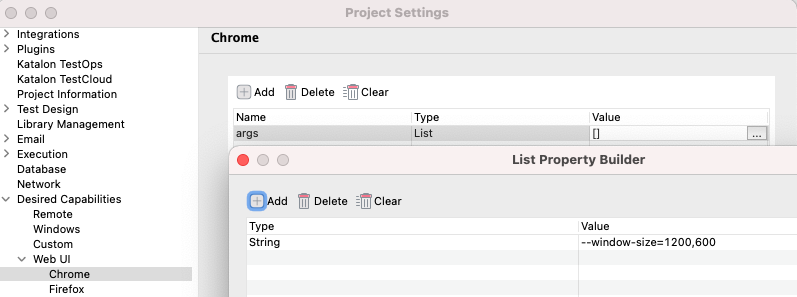 Project Settings
Integrations
Plugins
Katalon TestOps
Katalon TestCloud
Project Information
Test Design
Library Management
Email
Execution
Database
Network
Desired Capabilities
Remote
Windows
Custom
Web UI
Chrome
Firefox
Chrome
Add Delete Clear
Name Type Value
args List [] ...
List Property Builder
Add Delete Clear
Type Value
String --window-size=1200,600